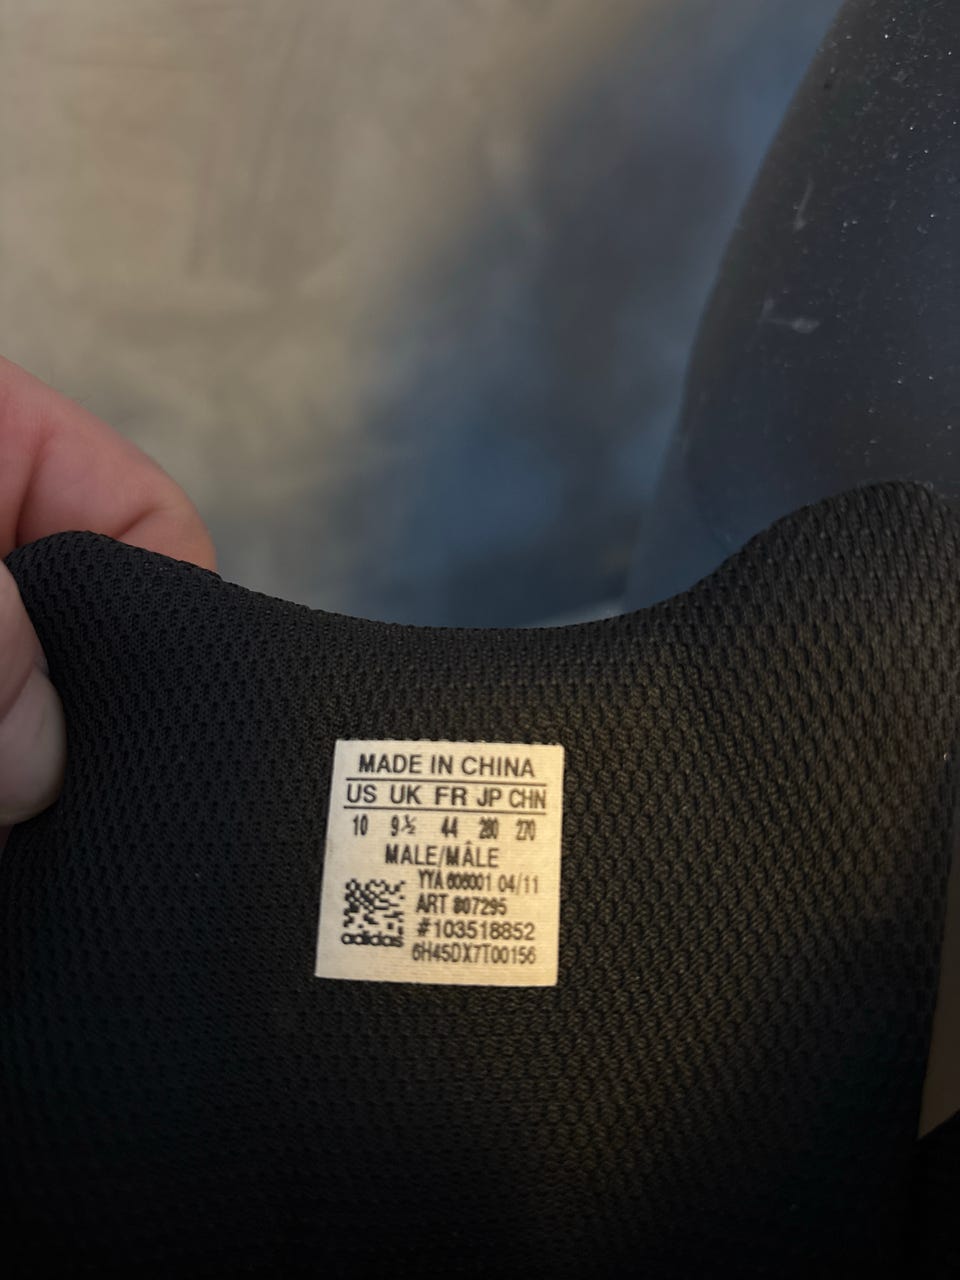 MADE IN CHINA
US UK FR JP CHN
10 9½ 44 280 270
MALE/MÂLE
YYA 606001 04/11
ART 807295
#103518852
adidas
6H45DX7T00156